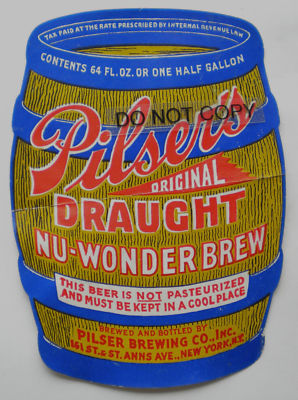 TAX PAID AT THE RATE PRESCRIBED BY INTERNAL REVENUE LAW
CONTENTS 64 FL. OZ. OR ONE HALF GALLON
DO NOT COPY
Pilser's
ORIGINAL
DRAUGHT
NU-WONDER BREW
THIS BEER IS NOT PASTEURIZED
AND MUST BE KEPT IN A COOL PLACE
BREWED AND BOTTLED BY
PILSER BREWING CO., INC.
161 ST. & ST. ANNS AVE., NEW YORK, N.Y.